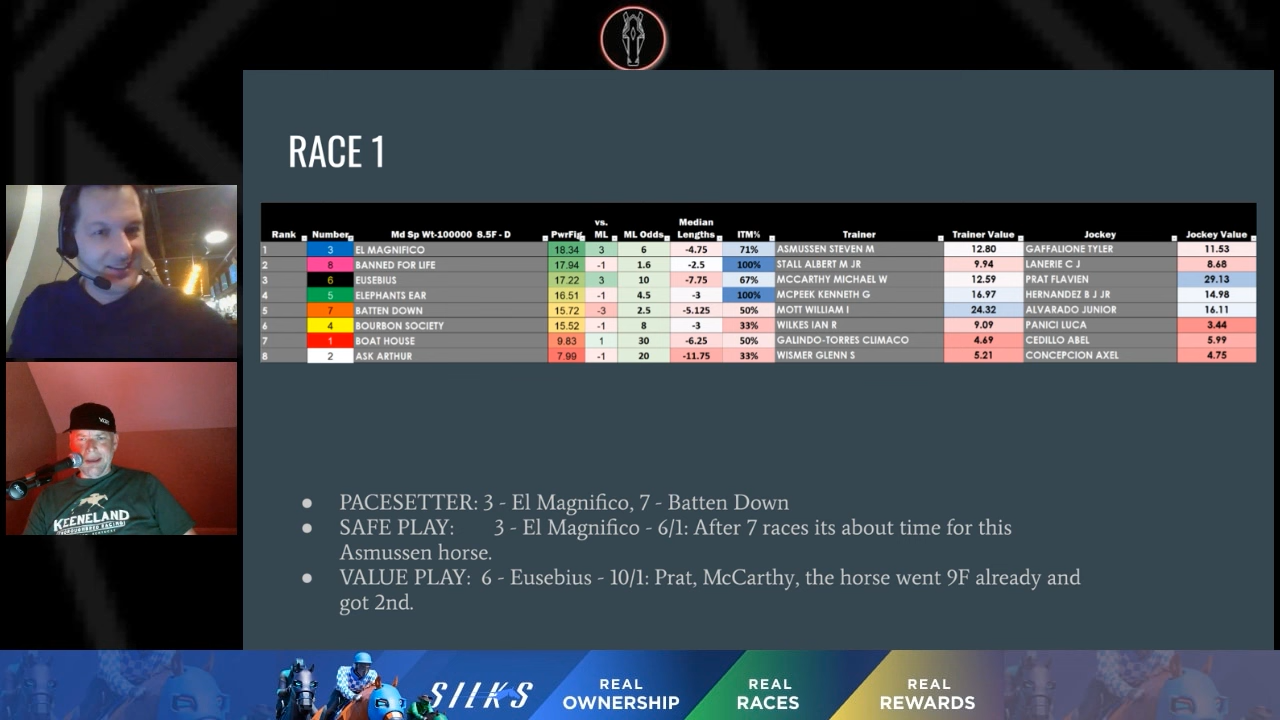 RACE 1
Rank Number Md Sp Wt-100000 8.5F - D PwrFig vs. ML ML Odds Median Lengths ITM% Trainer Trainer Value Jockey Jockey Value
1 3 EL MAGNIFICO 18.34 3 6 -4.75 71% ASMUSSEN STEVEN M 12.80 GAFFALIONE TYLER 11.53
2 8 BANNED FOR LIFE 17.94 -1 1.6 -2.5 100% STALL ALBERT M JR 9.94 LANERIE C J 8.68
3 6 EUSEBIUS 17.22 3 10 -7.75 67% MCCARTHY MICHAEL W 12.59 PRAT FLAVIEN 29.13
4 5 ELEPHANTS EAR 16.51 -1 4.5 -3 100% MCPEEK KENNETH G 16.97 HERNANDEZ B J JR 14.98
5 7 BATTEN DOWN 15.72 -3 2.5 -5.125 50% MOTT WILLIAM I 24.32 ALVARADO JUNIOR 16.11
6 4 BOURBON SOCIETY 15.52 -1 8 -3 33% WILKES IAN R 9.09 PANICI LUCA 3.44
7 1 BOAT HOUSE 9.83 1 30 -6.25 50% GALINDO-TORRES CLIMACO 4.69 CEDILLO ABEL 5.99
8 2 ASK ARTHUR 7.99 -1 20 -11.75 33% WISMER GLENN S 5.21 CONCEPCION AXEL 4.75
● PACESETTER: 3 - El Magnifico, 7 - Batten Down
● SAFE PLAY: 3 - El Magnifico - 6/1: After 7 races its about time for this
Asmussen horse.
● VALUE PLAY: 6 - Eusebius - 10/1: Prat, McCarthy, the horse went 9F already and
got 2nd.
KEENELAND
SILKS
REAL
OWNERSHIP
REAL
RACES
REAL
REWARDS